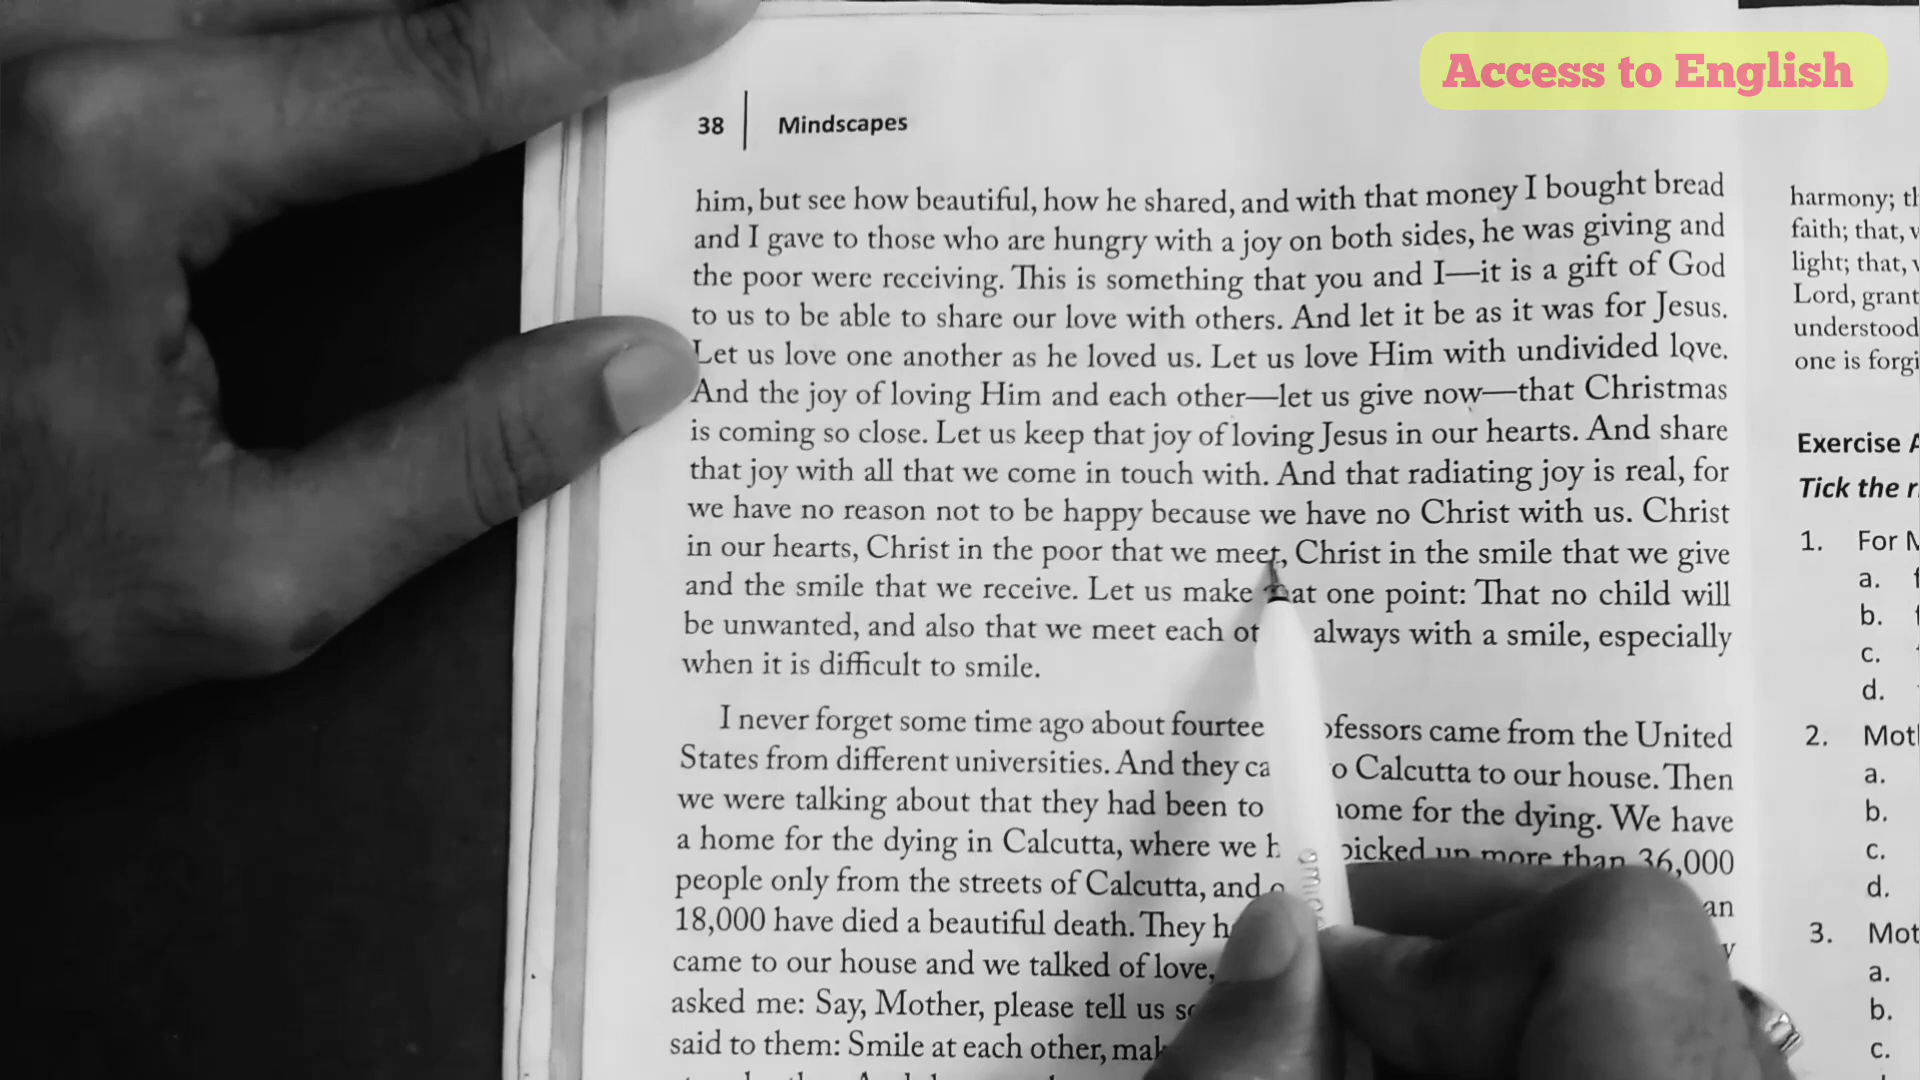 Access to English
38 Mindscapes
him, but see how beautiful, how he shared, and with that money I bought bread
and I gave to those who are hungry with a joy on both sides, he was giving and
the poor were receiving. This is something that you and I—it is a gift of God
to us to be able to share our love with others. And let it be as it was for Jesus.
Let us love one another as he loved us. Let us love Him with undivided love.
And the joy of loving Him and each other—let us give now—that Christmas
is coming so close. Let us keep that joy of loving Jesus in our hearts. And share
that joy with all that we come in touch with. And that radiating joy is real, for
we have no reason not to be happy because we have no Christ with us. Christ
in our hearts, Christ in the poor that we meet, Christ in the smile that we give
and the smile that we receive. Let us make that one point: That no child will
be unwanted, and also that we meet each always with a smile, especially
when it is difficult to smile.
I never forget some time ago about came from the United
States from different universities. And they Calcutta to our house. Then
we were talking about that they had been to home for the dying. We have
a home for the dying in Calcutta, where we picked up more than 36,000
people only from the streets of Calcutta, and
18,000 have died a beautiful death. They
came to our house and we talked of love,
asked me: Say, Mother, please tell us
said to them: Smile at each other,
harmony;
faith; that,
light; that,
Lord, grant
understood
one is
Exercise
Tick the
1. For
a.
b.
c.
d.
2.
a.
b.
c.
d.
3.
a.
b.
c.